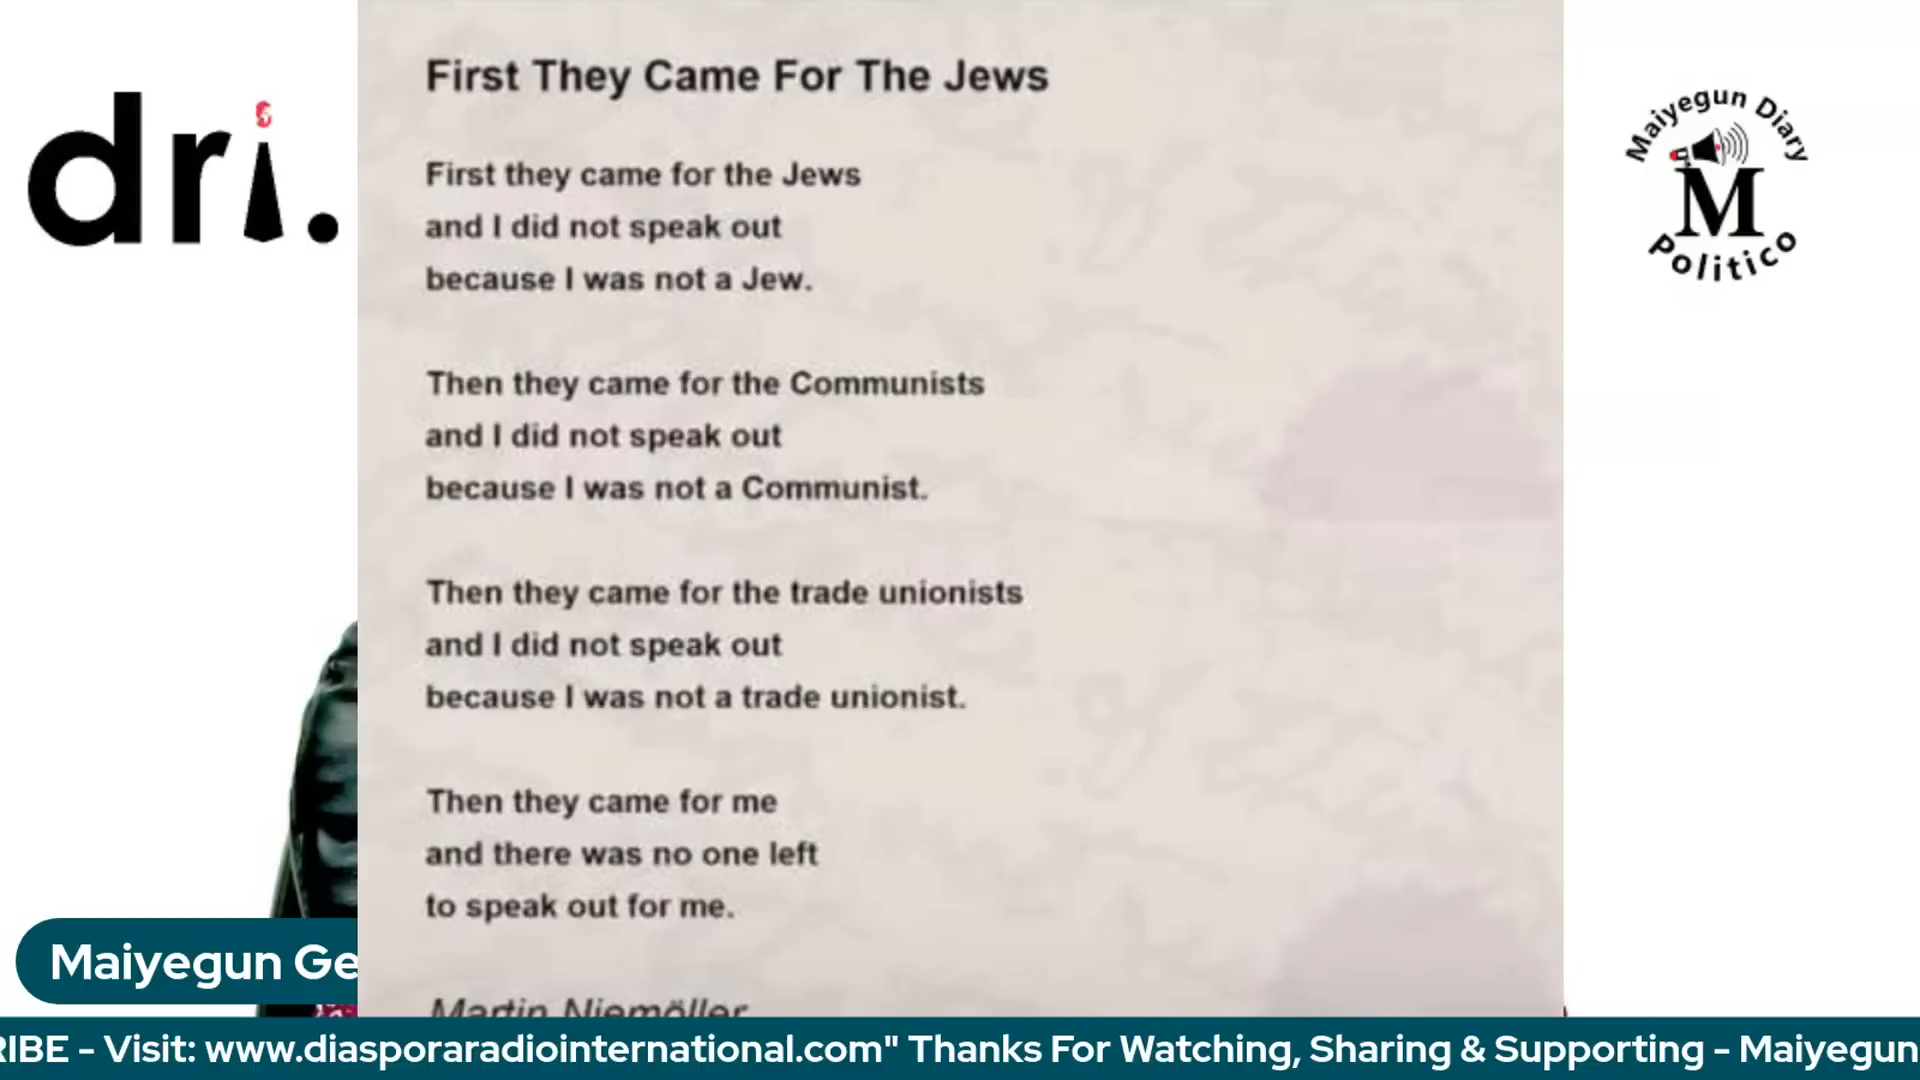 dri.
First They Came For The Jews
First they came for the Jews
and I did not speak out
because I was not a Jew.
Then they came for the Communists
and I did not speak out
because I was not a Communist.
Then they came for the trade unionists
and I did not speak out
because I was not a trade unionist.
Then they came for me
and there was no one left
to speak out for me.
Martin Niemöller
Maiyegun Diary
M
Politico
Maiyegun Ge
RIBE - Visit: www.diasporaradiointernational.com" Thanks For Watching, Sharing & Supporting - Maiyegun